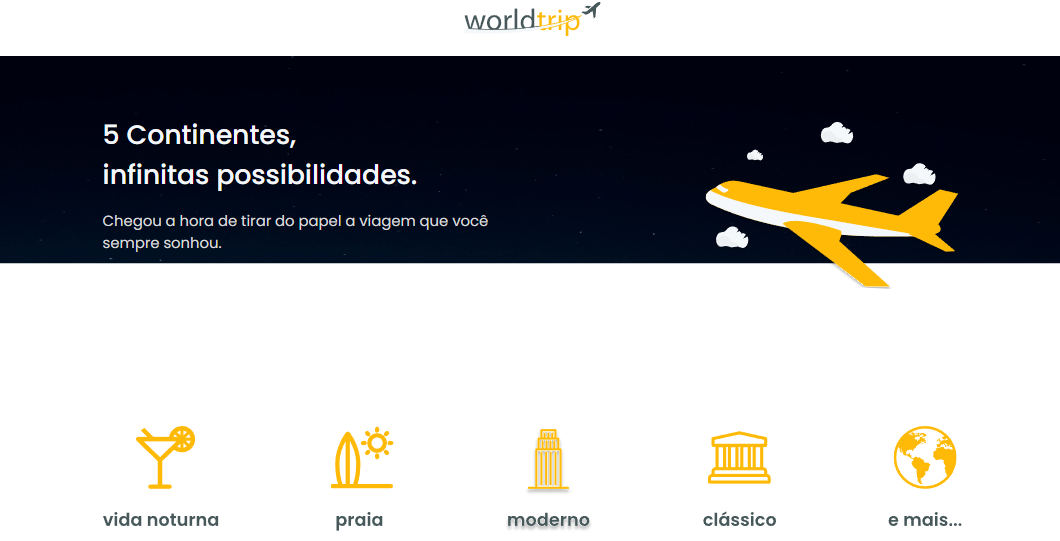 worldtrip
5 Continentes,
infinitas possibilidades.
Chegou a hora de tirar do papel a viagem que você
sempre sonhou.
vida noturna
praia
moderno
clássico
e mais...